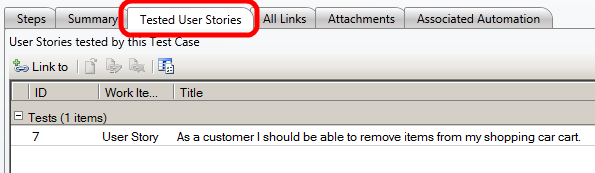 Steps Summary Tested User Stories All Links Attachments Associated Automation
User Stories tested by this Test Case
Link to
ID Work Ite... Title
Tests (1 items)
7 User Story As a customer I should be able to remove items from my shopping car cart.